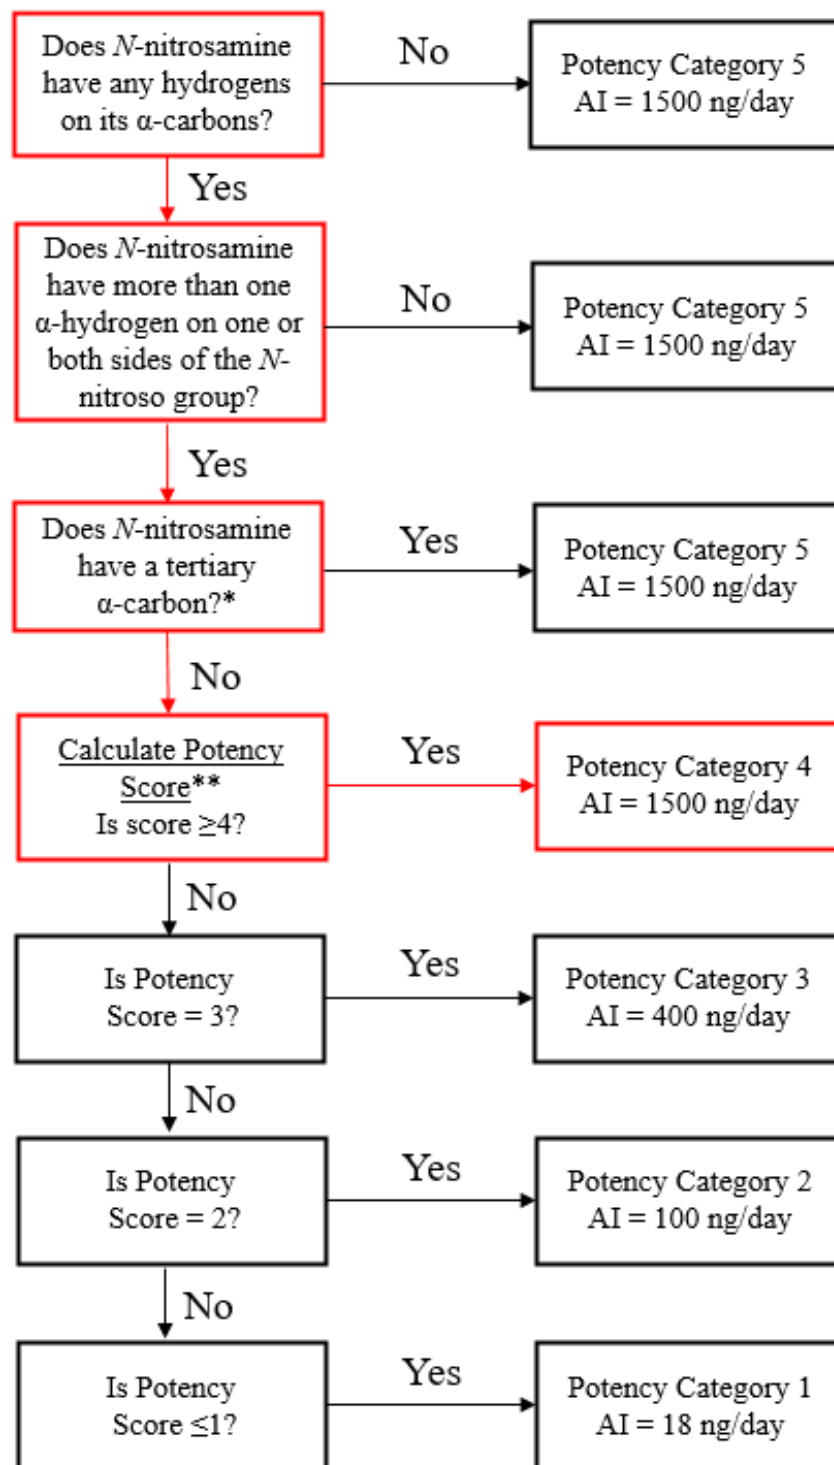 Does N-nitrosamine
have any hydrogens
on its α-carbons?
No
Potency Category 5
AI = 1500 ng/day
Yes
Does N-nitrosamine
have more than one
α-hydrogen on one or
both sides of the N-
nitroso group?
No
Potency Category 5
AI = 1500 ng/day
Yes
Does N-nitrosamine
have a tertiary
α-carbon?*
Yes
Potency Category 5
AI = 1500 ng/day
No
Calculate Potency
Score**
Is score ≥4?
Yes
Potency Category 4
AI = 1500 ng/day
No
Is Potency
Score = 3?
Yes
Potency Category 3
AI = 400 ng/day
No
Is Potency
Score = 2?
Yes
Potency Category 2
AI = 100 ng/day
No
Is Potency
Score ≤1?
Yes
Potency Category 1
AI = 18 ng/day